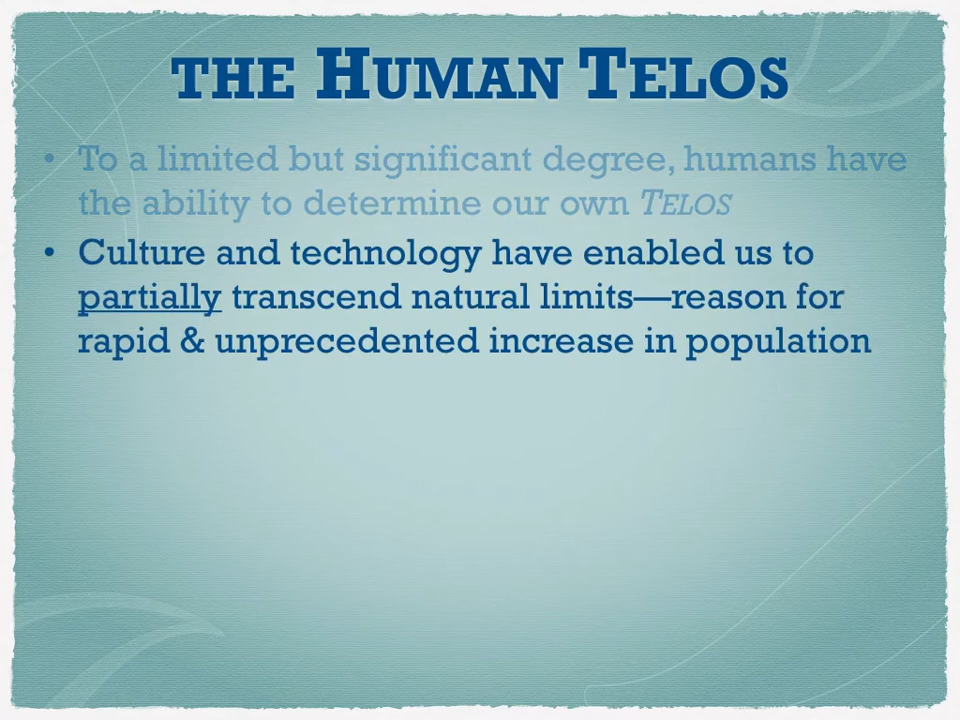 THE HUMAN TELOS
• To a limited but significant degree, humans have
the ability to determine our own TELOS
• Culture and technology have enabled us to
partially transcend natural limits—reason for
rapid & unprecedented increase in population